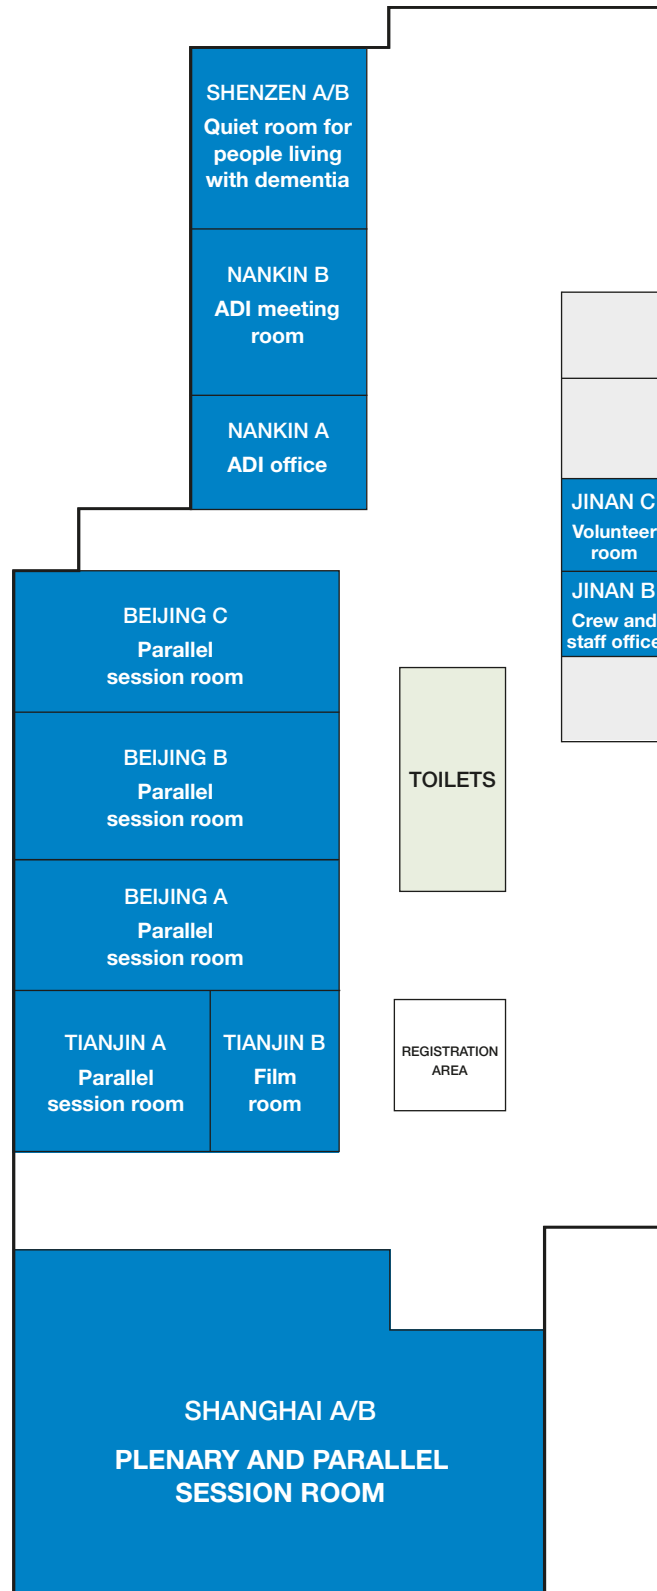 SHENZEN A/B
Quiet room for
people living
with dementia
NANKIN B
ADI meeting
room
NANKIN A
ADI office
JINAN C
Volunteer
room
JINAN B
Crew and
staff office
BEIJING C
Parallel
session room
BEIJING B
Parallel
session room
TOILETS
BEIJING A
Parallel
session room
TIANJIN A
Parallel
session room
TIANJIN B
Film
room
REGISTRATION
AREA
SHANGHAI A/B
PLENARY AND PARALLEL
SESSION ROOM